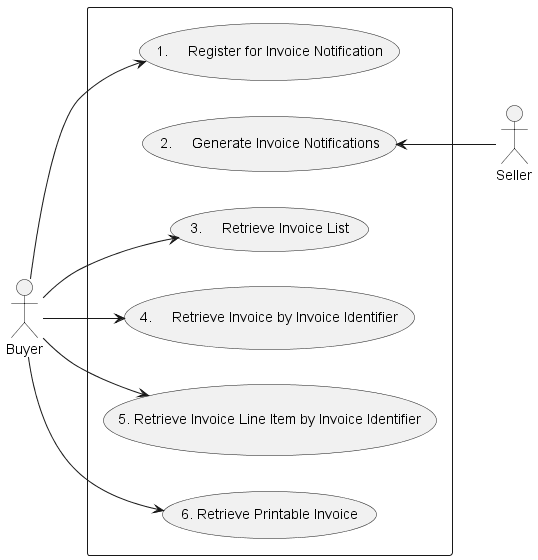 1. Register for Invoice Notification
2. Generate Invoice Notifications
Seller
3. Retrieve Invoice List
4. Retrieve Invoice by Invoice Identifier
Buyer
5. Retrieve Invoice Line Item by Invoice Identifier
6. Retrieve Printable Invoice